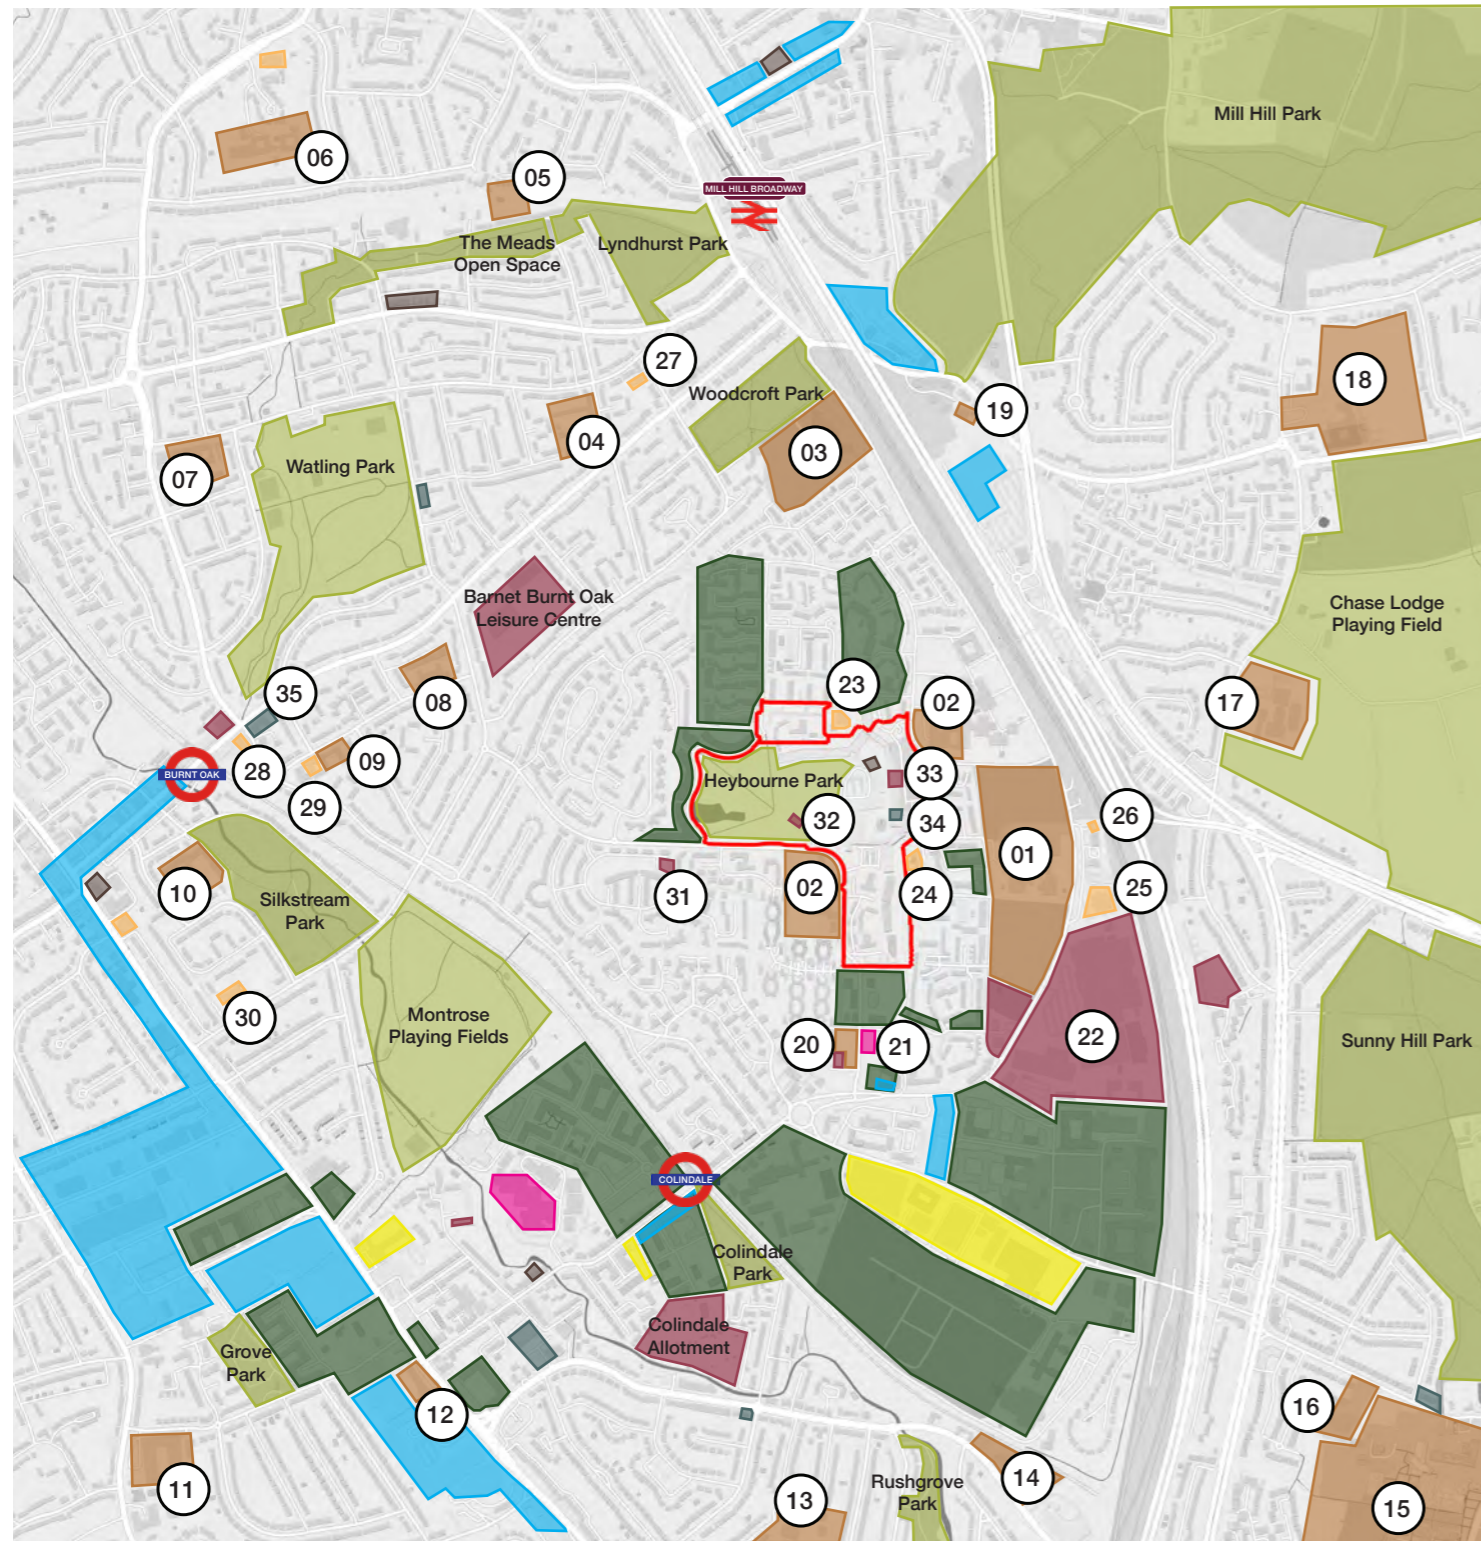 Mill Hill Park
06
05
MILL HILL BROADWAY
The Meads
Open Space
Lyndhurst Park
27
18
Woodcroft Park
19
04
03
07
Watling Park
Barnet Burnt Oak
Leisure Centre
Chase Lodge
Playing Field
23
35
08
02
17
28
09
BURNT OAK
33
Heybourne Park
29
32
34
26
01
10
31
02
24
25
Silkstream
Park
30
Montrose
Playing Fields
20
21
22
Sunny Hill Park
COLINDALE
Colindale
Park
Colindale
Allotment
Grove
Park
12
16
11
13
Rushgrove
Park
14
15